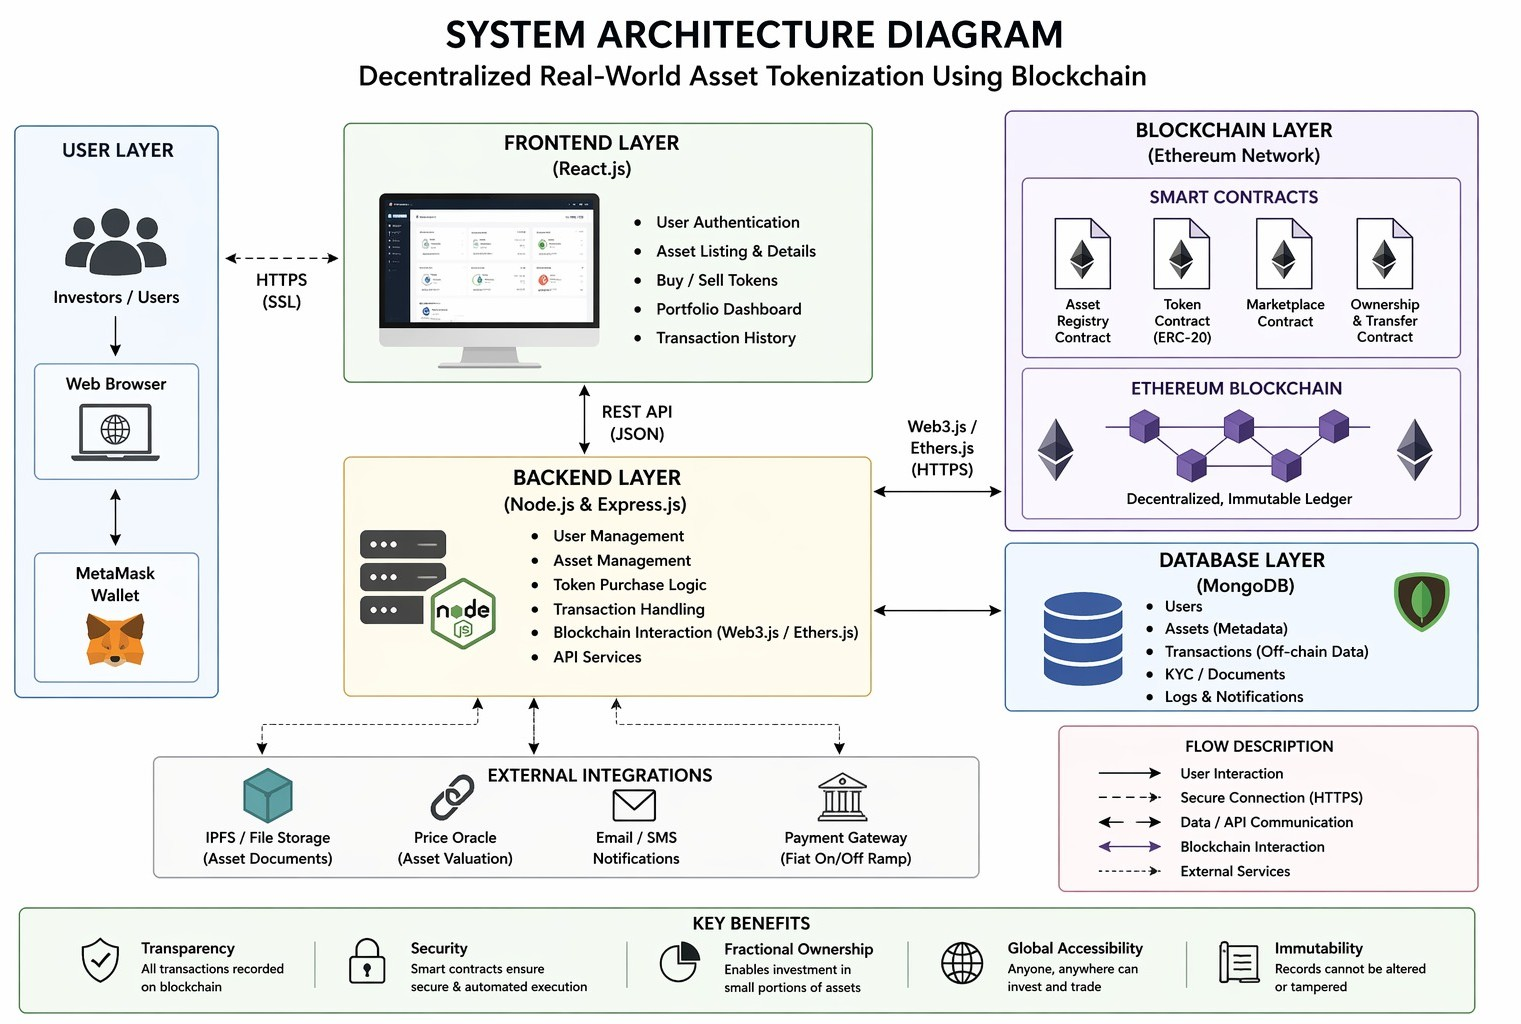 SYSTEM ARCHITECTURE DIAGRAM
Decentralized Real-World Asset Tokenization Using Blockchain
USER LAYER
Investors / Users
Web Browser
MetaMask
Wallet
HTTPS
(SSL)
FRONTEND LAYER
(React.js)
• User Authentication
• Asset Listing & Details
• Buy / Sell Tokens
• Portfolio Dashboard
• Transaction History
REST API
(JSON)
BACKEND LAYER
(Node.js & Express.js)
node
JS
• User Management
• Asset Management
• Token Purchase Logic
• Transaction Handling
• Blockchain Interaction (Web3.js / Ethers.js)
• API Services
Web3.js /
Ethers.js
(HTTPS)
BLOCKCHAIN LAYER
(Ethereum Network)
SMART CONTRACTS
Asset
Registry
Contract
Token
Contract
(ERC-20)
Marketplace
Contract
Ownership
& Transfer
Contract
ETHEREUM BLOCKCHAIN
Decentralized, Immutable Ledger
DATABASE LAYER
(MongoDB)
• Users
• Assets (Metadata)
• Transactions (Off-chain Data)
• KYC / Documents
• Logs & Notifications
EXTERNAL INTEGRATIONS
IPFS / File Storage
(Asset Documents)
Price Oracle
(Asset Valuation)
Email / SMS
Notifications
Payment Gateway
(Fiat On/Off Ramp)
FLOW DESCRIPTION
User Interaction
Secure Connection (HTTPS)
Data / API Communication
Blockchain Interaction
External Services
KEY BENEFITS
Transparency
All transactions recorded
on blockchain
Security
Smart contracts ensure
secure & automated execution
Fractional Ownership
Enables investment in
small portions of assets
Global Accessibility
Anyone, anywhere can
invest and trade
Immutability
Records cannot be altered
or tampered